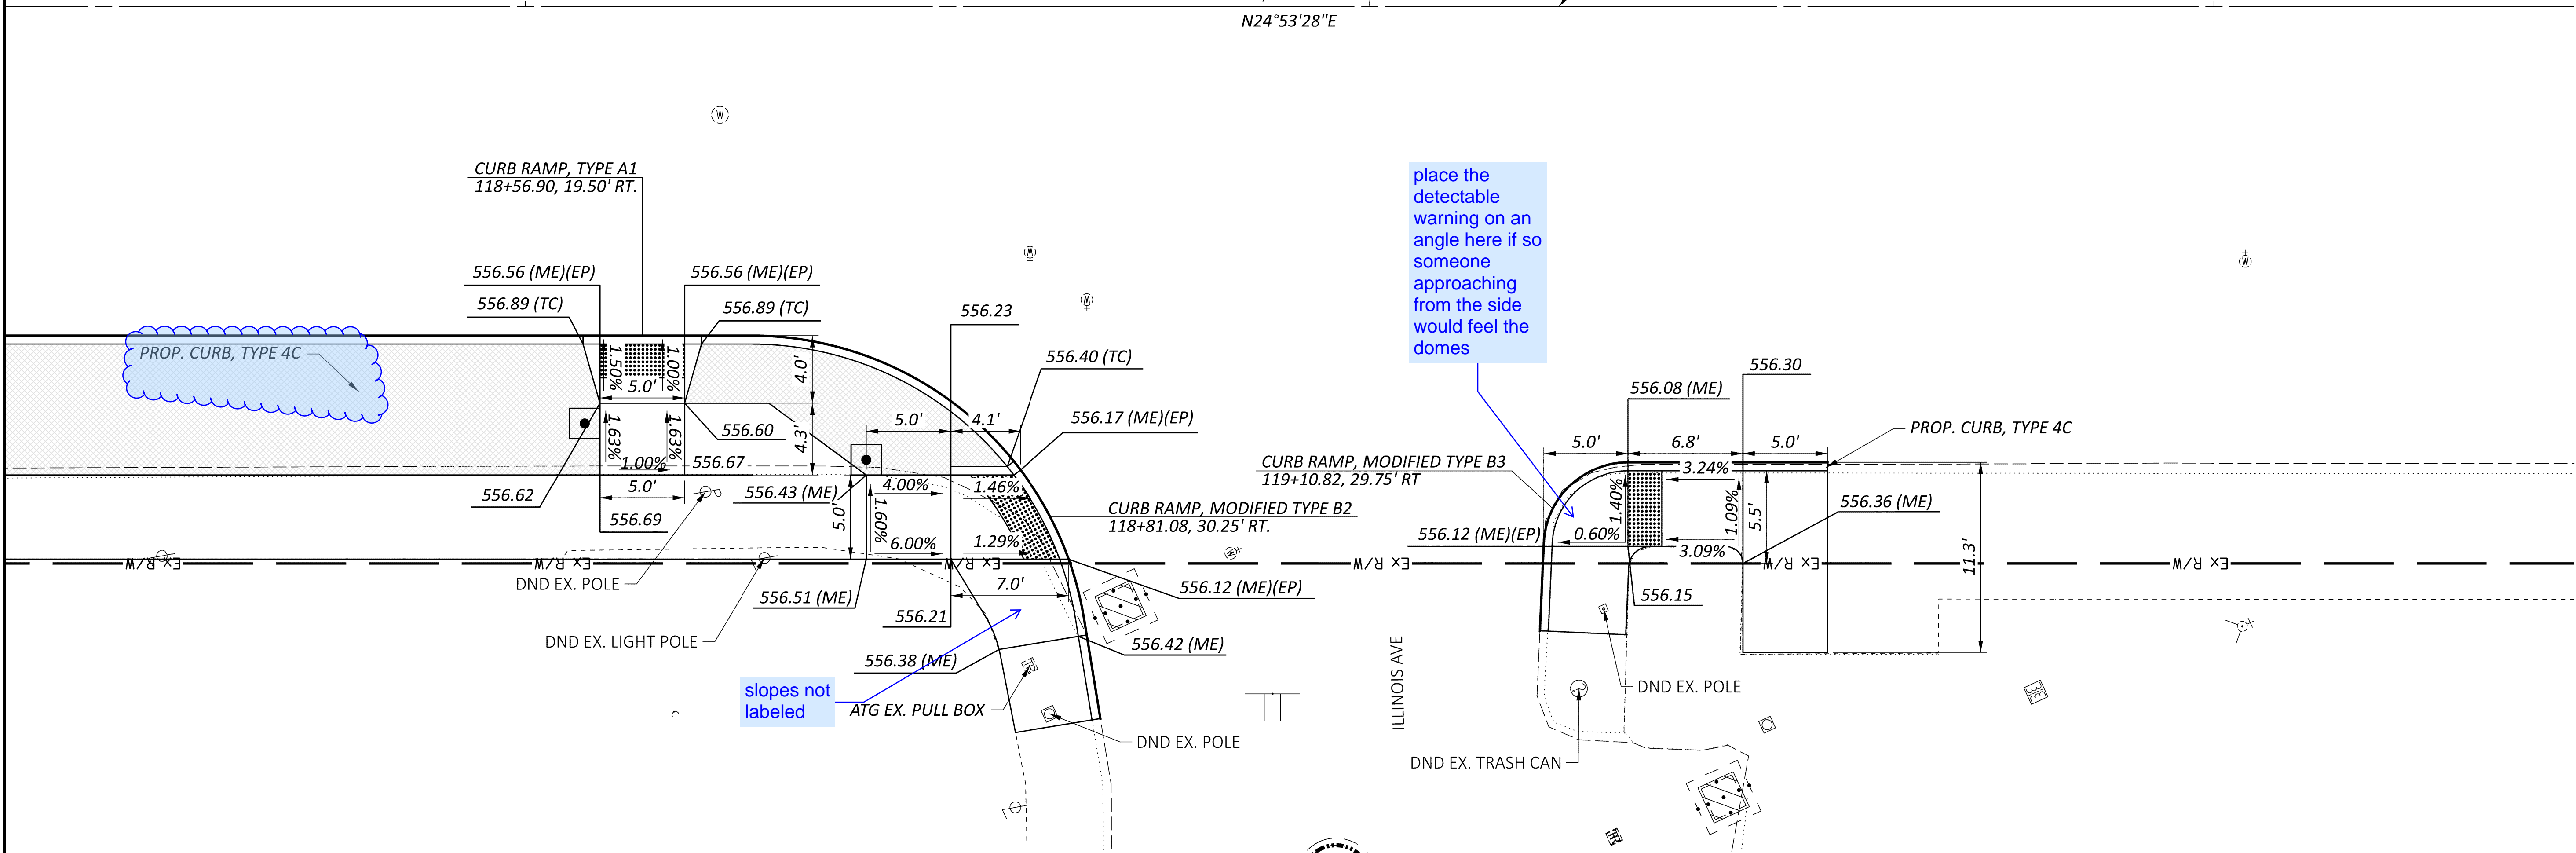 N24°53'28"E
CURB RAMP, TYPE A1
118+56.90, 19.50' RT.
place the
detectable
warning on an
angle here if so
someone
approaching
from the side
would feel the
domes
W
(W)
(W)
(W)
(W)
556.56 (ME)(EP)
556.56 (ME)(EP)
556.89 (TC)
556.89 (TC)
556.23
556.40 (TC)
PROP. CURB, TYPE 4C
1.50%
1.00%
5.0'
4.0'
556.17 (ME)(EP)
5.0'
4.1'
1.63%
1.63%
556.60
4.3'
1.00%
556.67
556.62
5.0'
556.43 (ME)
4.00%
1.46%
556.69
5.0'
1.60%
6.00%
1.29%
CURB RAMP, MODIFIED TYPE B2
118+81.08, 30.25' RT.
Ex R/W
Ex R/W
Ex R/W
Ex R/W
Ex R/W
Ex R/W
DND EX. POLE
556.51 (ME)
7.0'
556.21
556.12 (ME)(EP)
DND EX. LIGHT POLE
556.38 (ME)
556.42 (ME)
slopes not
labeled
ATG EX. PULL BOX
DND EX. POLE
556.08 (ME)
556.30
5.0'
6.8'
5.0'
PROP. CURB, TYPE 4C
CURB RAMP, MODIFIED TYPE B3
119+10.82, 29.75' RT
3.24%
1.40%
1.09%
5.5'
556.36 (ME)
556.12 (ME)(EP)
0.60%
3.09%
11.3'
556.15
ILLINOIS AVE
DND EX. POLE
DND EX. TRASH CAN